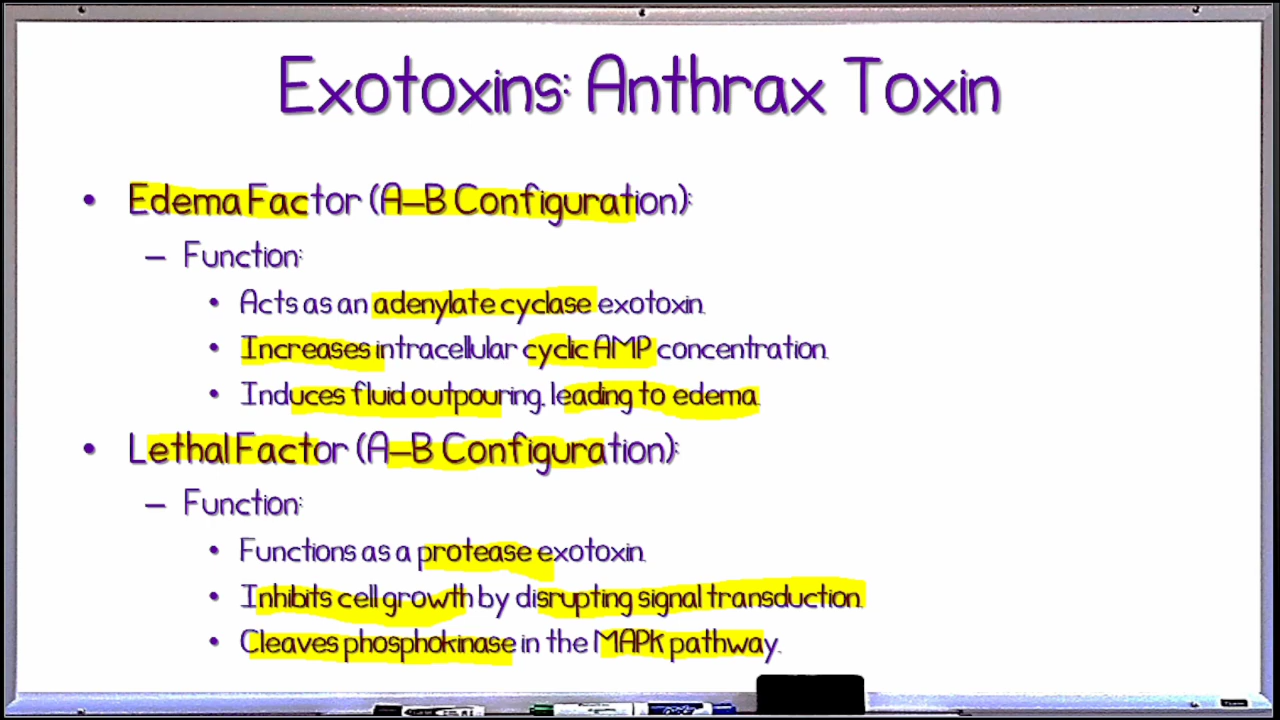 Exotoxins: Anthrax Toxin
• Edema Factor (A–B Configuration):
– Function:
• Acts as an adenylate cyclase exotoxin.
• Increases intracellular cyclic AMP concentration.
• Induces fluid outpouring, leading to edema.
• Lethal Factor (A–B Configuration):
– Function:
• Functions as a protease exotoxin.
• Inhibits cell growth by disrupting signal transduction.
• Cleaves phosphokinase in the MAPK pathway.